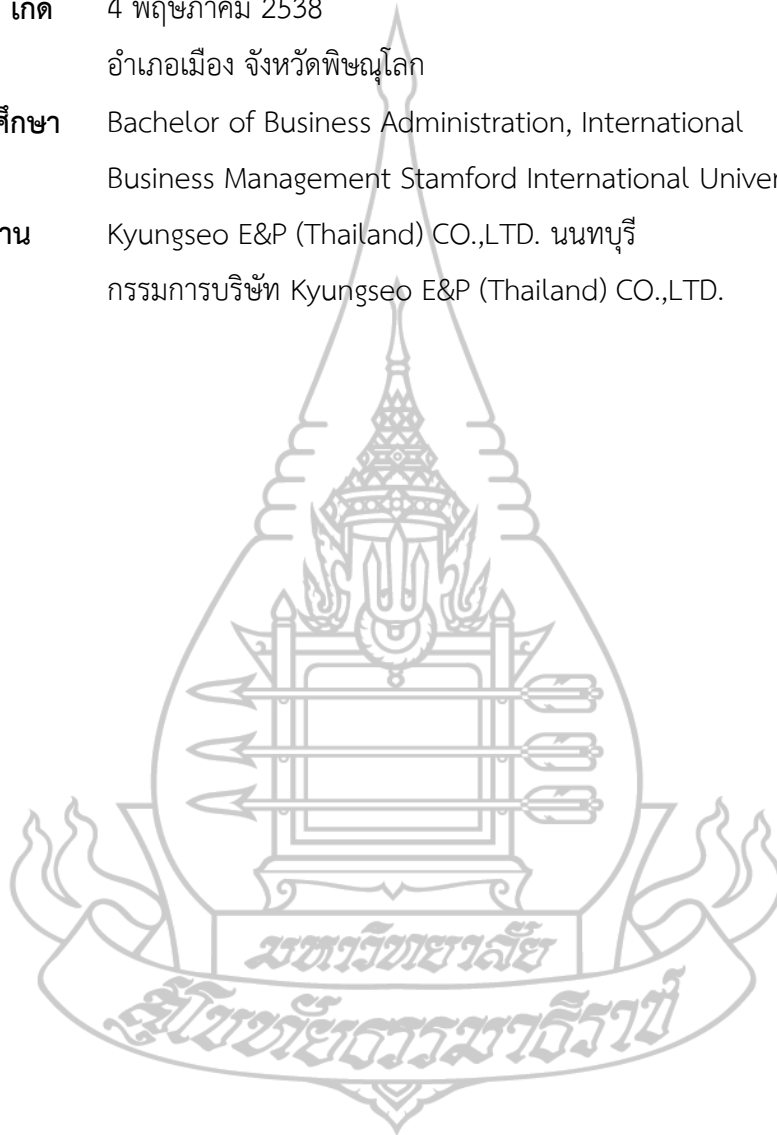 เกิด 4 พฤษภาคม 2538
อำเภอเมือง จังหวัดพิษณุโลก
ศึกษา Bachelor of Business Administration, International
Business Management Stamford International Univer
าน Kyungseo E&P (Thailand) CO.,LTD. นนทบุรี
กรรมการบริษัท Kyungseo E&P (Thailand) CO.,LTD.
มหาวิทยาลัย
สุโขทัยธรรมาธิราช